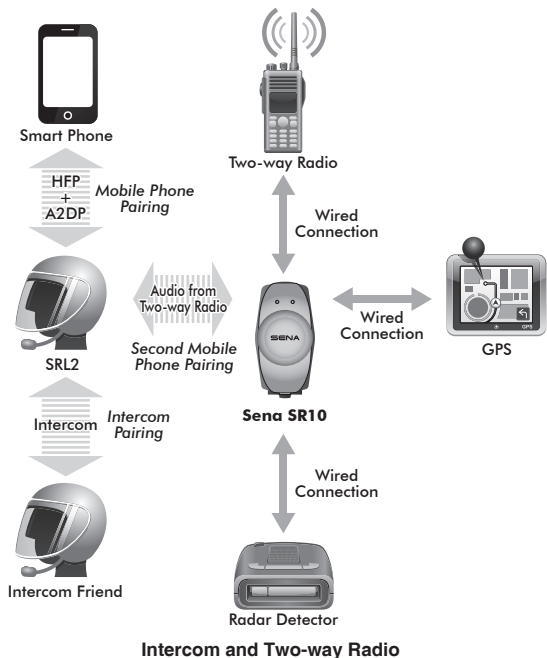 Smart Phone
Two-way Radio
HFP
+
A2DP
Mobile Phone
Pairing
Wired
Connection
Audio from
Two-way Radio
SENA
Wired
Connection
GPS
GPS
SRL2
Second Mobile
Phone Pairing
Sena SR10
Intercom
Intercom
Pairing
Wired
Connection
Intercom Friend
Radar Detector
Intercom and Two-way Radio